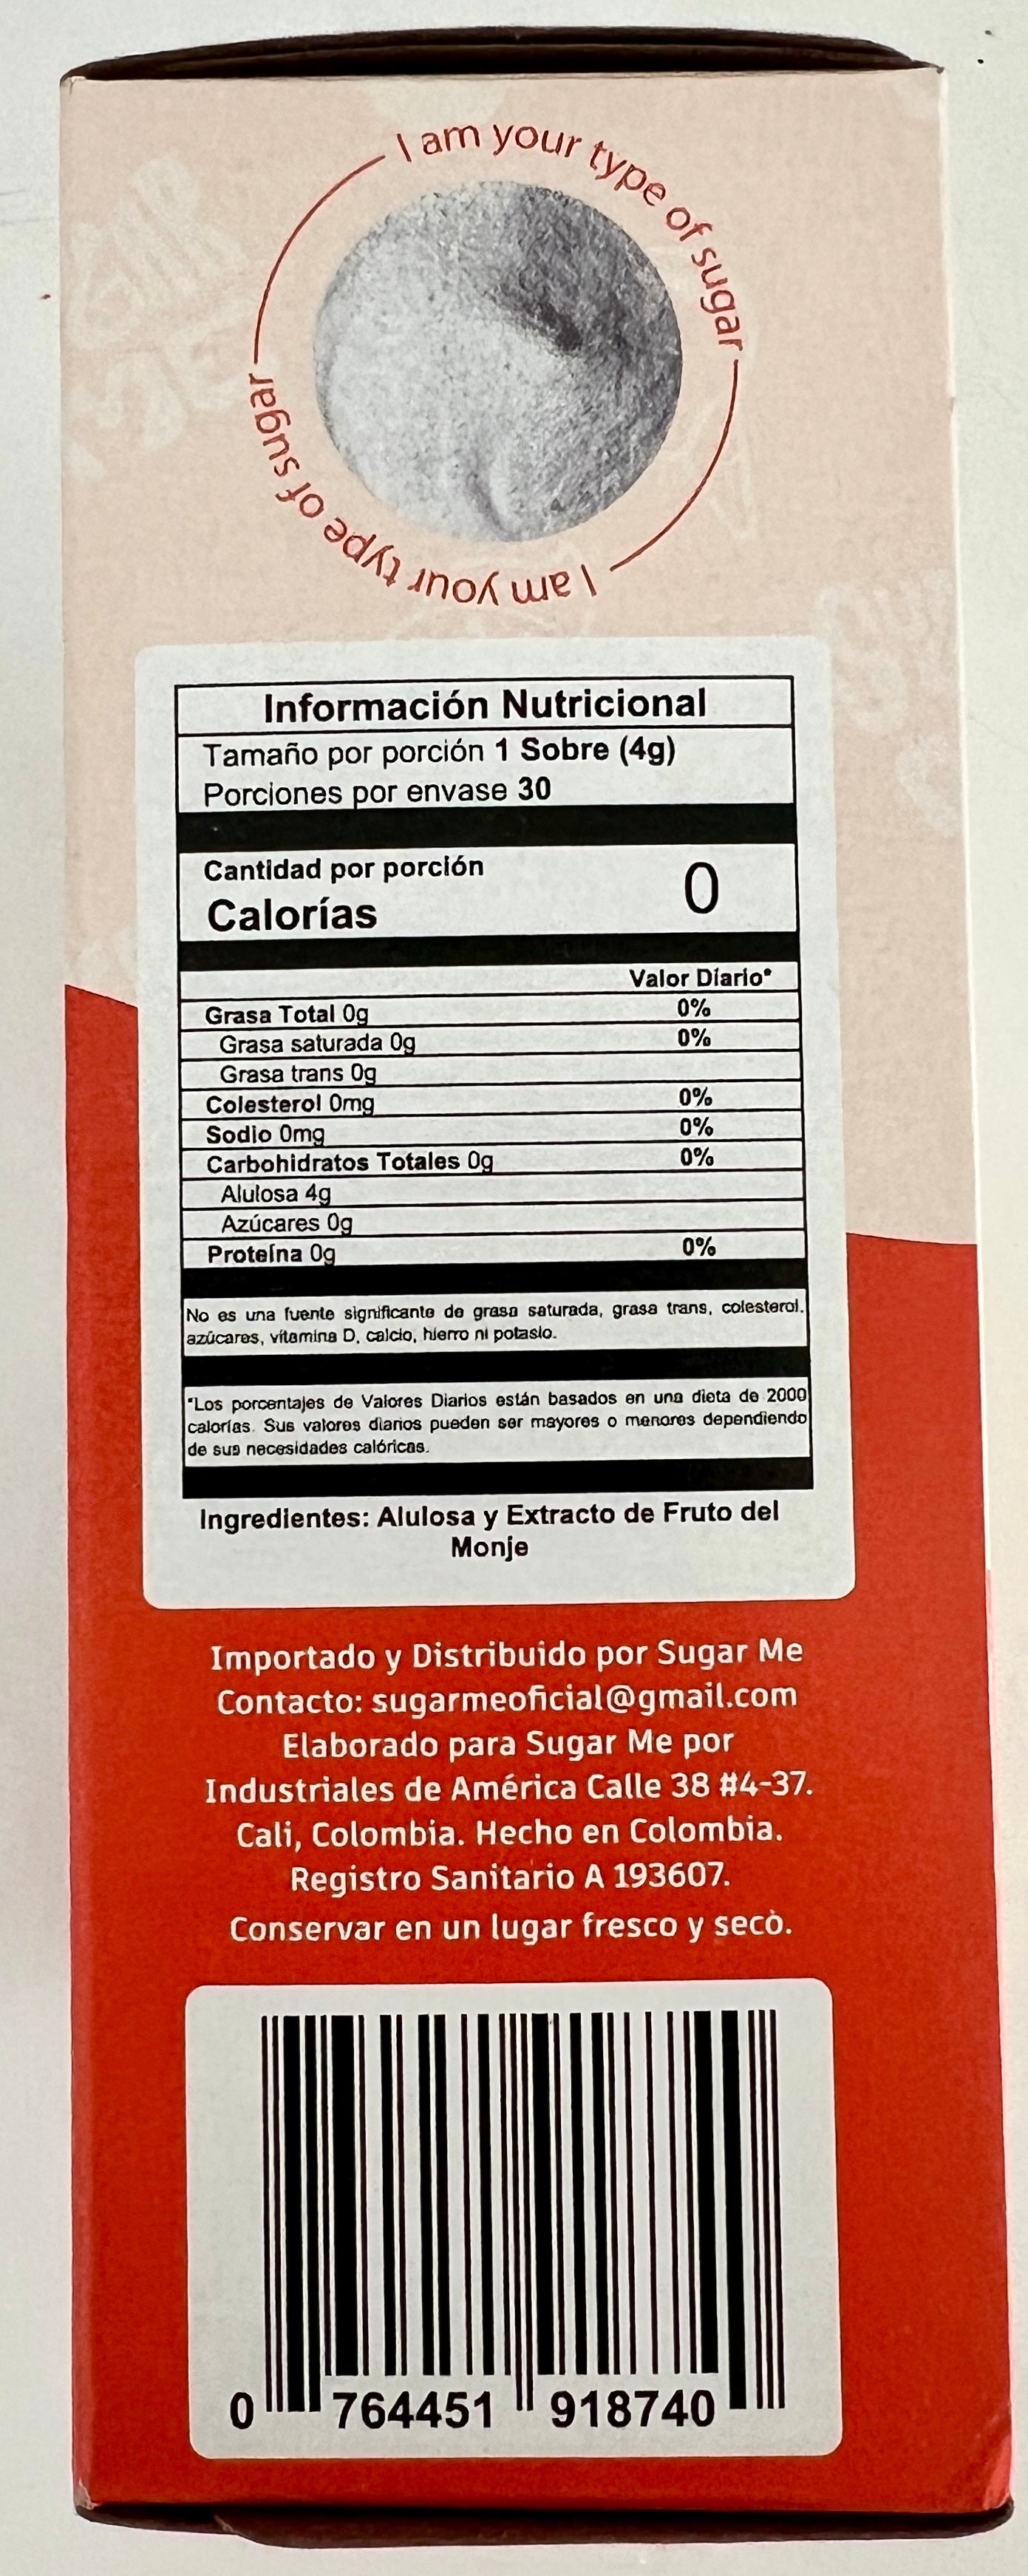 I am your type of sugar
I am your type of sugar
Información Nutricional
Tamaño por porción 1 Sobre (4g)
Porciones por envase 30
Cantidad por porción
Calorías 0
Valor Diario*
Grasa Total 0g 0%
Grasa saturada 0g 0%
Grasa trans 0g
Colesterol 0mg 0%
Sodio 0mg 0%
Carbohidratos Totales 0g 0%
Alulosa 4g
Azúcares 0g
Proteína 0g 0%
No es una fuente significante de grasa saturada, grasa trans, colesterol,
azúcares, vitamina D, calcio, hierro ni potasio.
*Los porcentajes de Valores Diarios están basados en una dieta de 2000
calorías. Sus valores diarios pueden ser mayores o menores dependiendo
de sus necesidades calóricas.
Ingredientes: Alulosa y Extracto de Fruto del
Monje
Importado y Distribuido por Sugar Me
Contacto: sugarmeoficial@gmail.com
Elaborado para Sugar Me por
Industriales de América Calle 38 #4-37.
Cali, Colombia. Hecho en Colombia.
Registro Sanitario A 193607.
Conservar en un lugar fresco y seco.
0 764451 918740